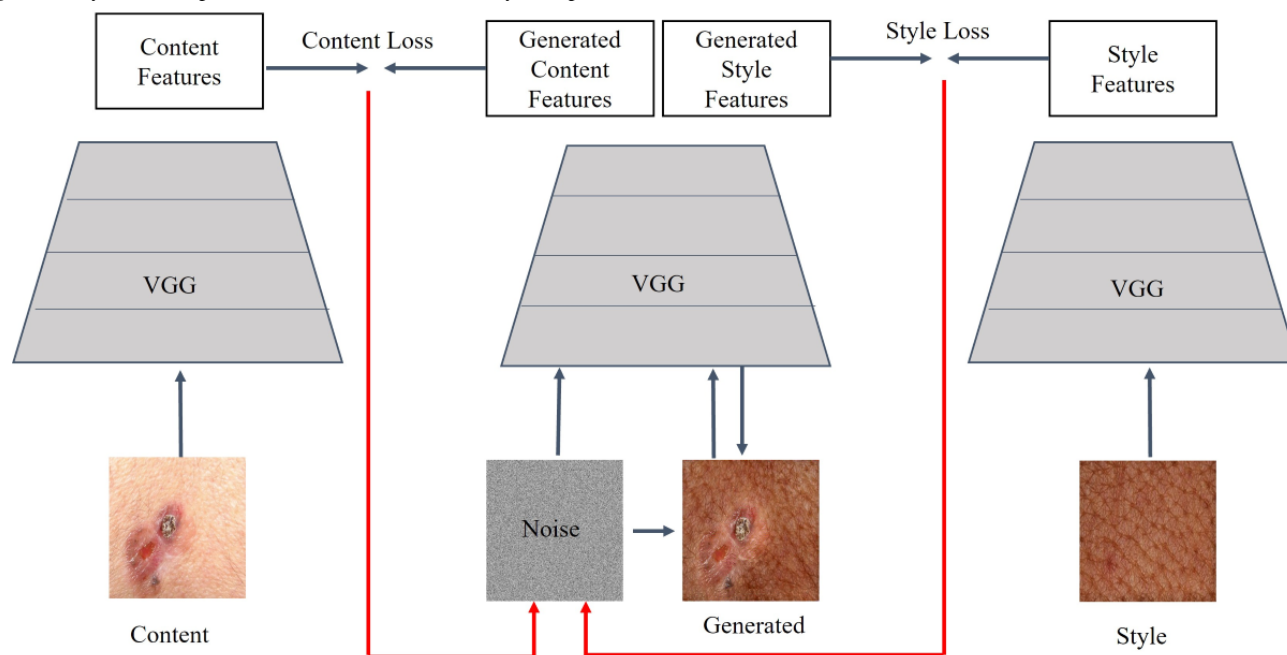 Content
Features
Content Loss
Generated
Content
Features
Generated
Style
Features
Style Loss
Style
Features
VGG
VGG
VGG
Noise
Content
Generated
Style